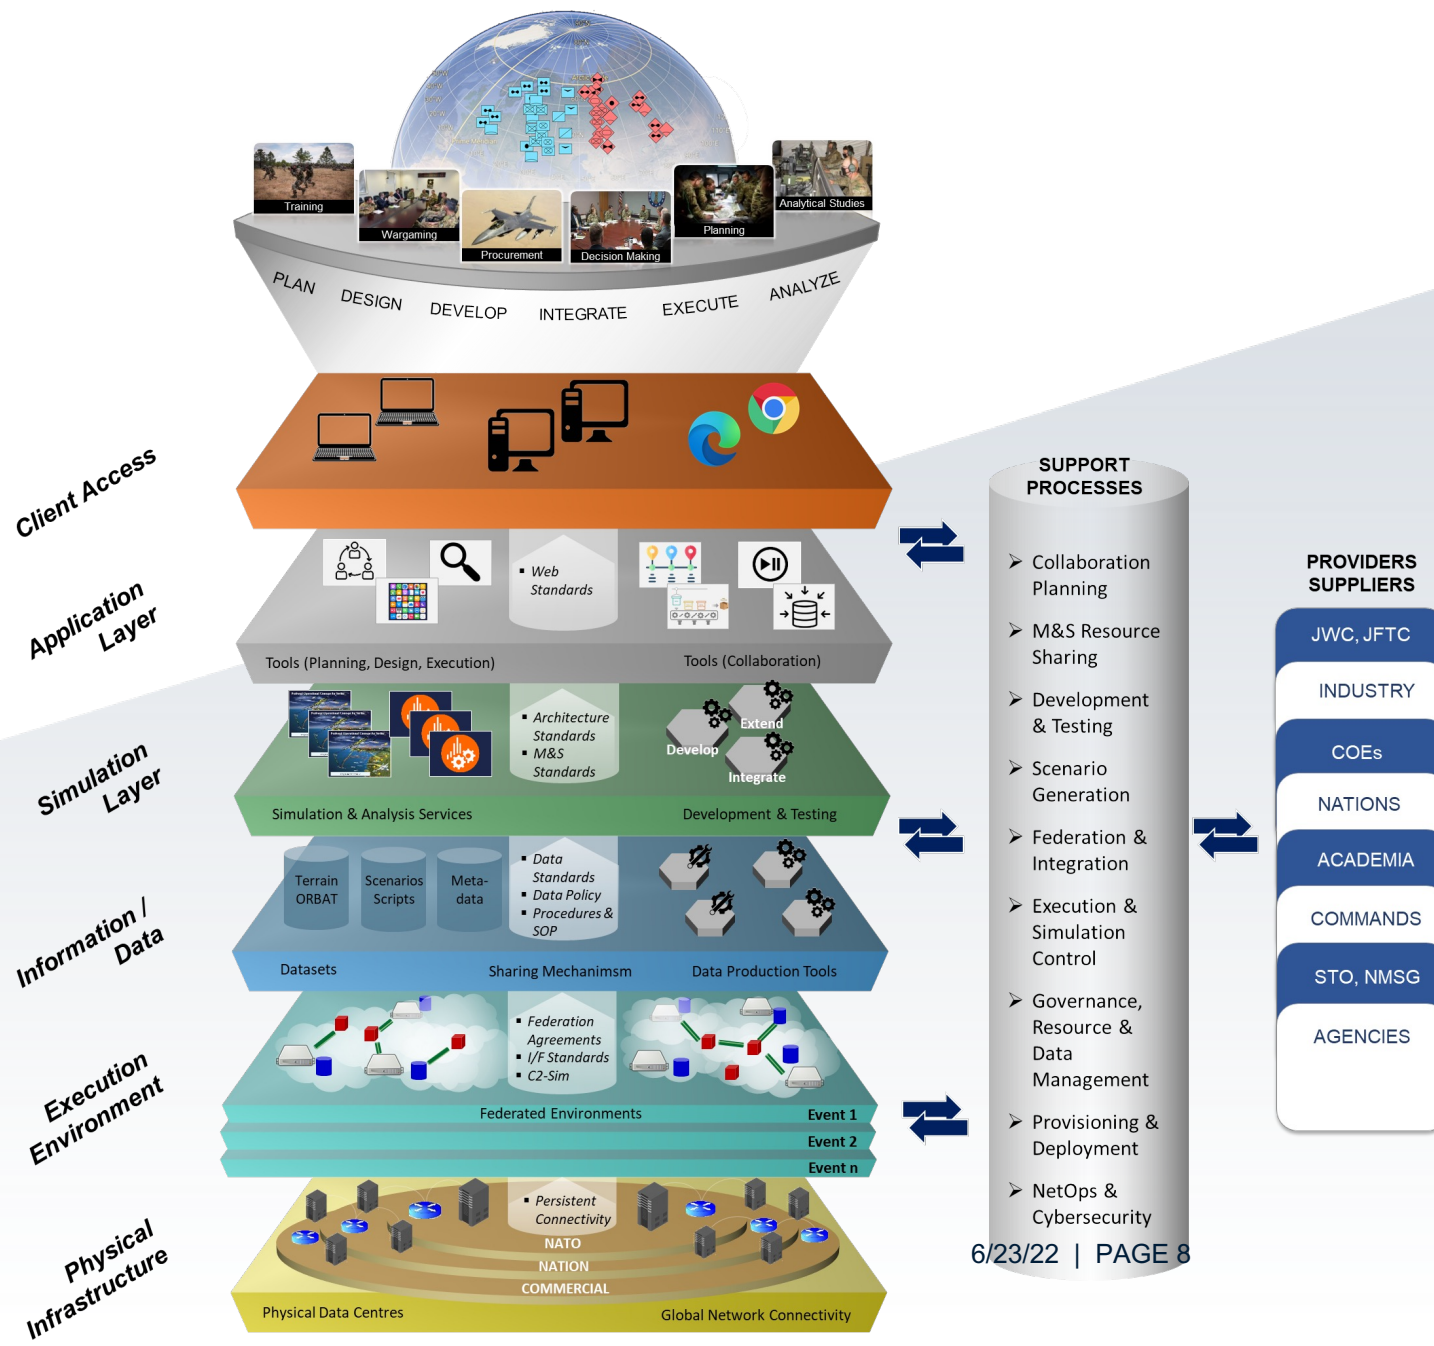 Training
Wargaming
Procurement
Decision Making
Planning
Analytical Studies
PLAN
DESIGN
DEVELOP
INTEGRATE
EXECUTE
ANALYZE
Client Access
Application
Layer
Web
Standards
Tools (Planning, Design, Execution)
Tools (Collaboration)
Simulation
Layer
Architecture
Standards
M&S
Standards
Extend
Develop
Integrate
Simulation & Analysis Services
Development & Testing
Information /
Data
Terrain
ORBAT
Scenarios
Scripts
Meta-
data
Data
Standards
Data Policy
Procedures &
SOP
Datasets
Sharing Mechanimsm
Data Production Tools
Execution
Environment
Federation
Agreements
I/F Standards
C2-Sim
Federated Environments
Event 1
Event 2
Event n
Physical
Infrastructure
Persistent
Connectivity
NATO
NATION
COMMERCIAL
Physical Data Centres
Global Network Connectivity
SUPPORT
PROCESSES
Collaboration
Planning
M&S Resource
Sharing
Development
& Testing
Scenario
Generation
Federation &
Integration
Execution &
Simulation
Control
Governance,
Resource &
Data
Management
Provisioning &
Deployment
NetOps &
Cybersecurity
6/23/22 | PAGE 8
PROVIDERS
SUPPLIERS
JWC, JFTC
INDUSTRY
COEs
NATIONS
ACADEMIA
COMMANDS
STO, NMSG
AGENCIES